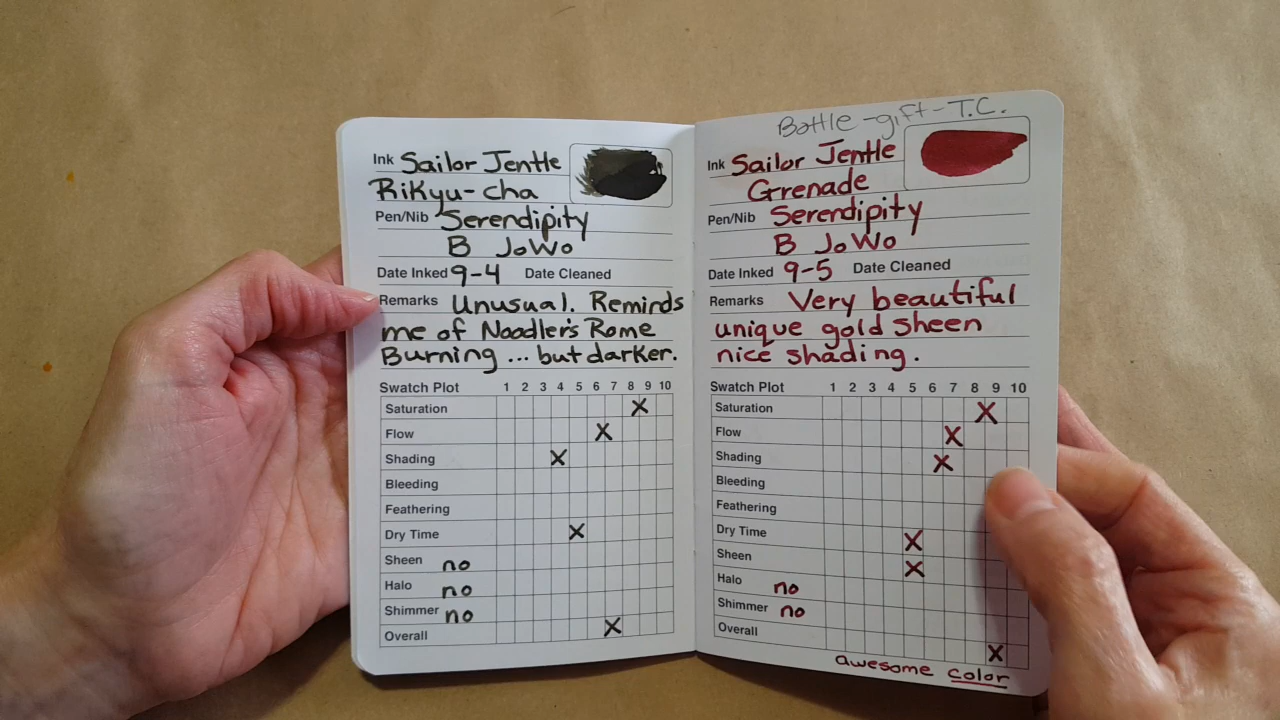 Ink Sailor Jentle
Rikyu-cha
Pen/Nib Serendipity
B JoWo
Date Inked 9-4 Date Cleaned
Remarks Unusual. Reminds
me of Noodler's Rome
Burning ... but darker.
Swatch Plot 1 2 3 4 5 6 7 8 9 10
Saturation X
Flow X
Shading X
Bleeding
Feathering
Dry Time X
Sheen no
Halo no
Shimmer no
Overall X
Bottle - gift - T.C.
Ink Sailor Jentle
Grenade
Pen/Nib Serendipity
B JoWo
Date Inked 9-5 Date Cleaned
Remarks Very beautiful
unique gold sheen
nice shading.
Swatch Plot 1 2 3 4 5 6 7 8 9 10
Saturation X
Flow X
Shading X
Bleeding
Feathering
Dry Time X
Sheen X
Halo no
Shimmer no
Overall X
awesome color